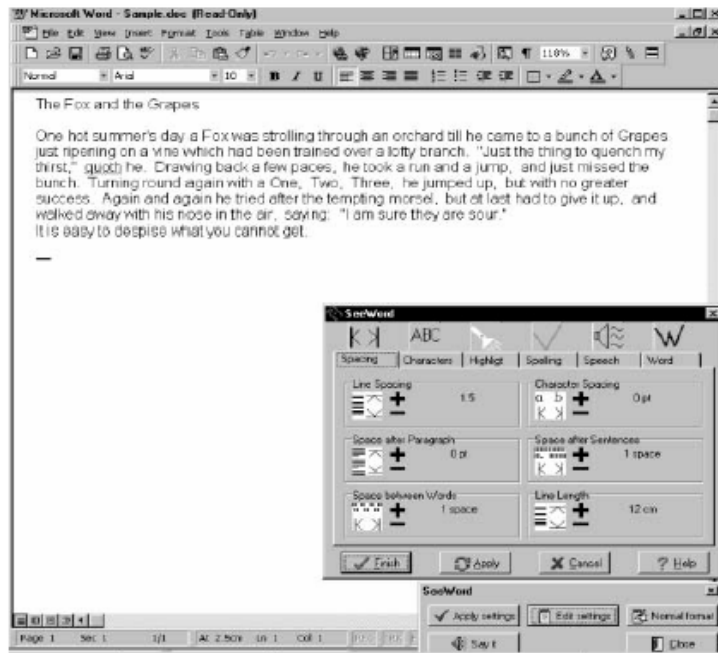 Microsoft Word - Sample.doc (Read-Only)
File Edit View Insert Format Tools Table Window Help
118%
Normal Arial 10 B I U
The Fox and the Grapes
One hot summer's day a Fox was strolling through an orchard till he came to a bunch of Grapes
just ripening on a vine which had been trained over a lofty branch. "Just the thing to quench my
thirst," quoth he. Drawing back a few paces, he took a run and a jump, and just missed the
bunch. Turning round again with a One, Two, Three, he jumped up, but with no greater
success. Again and again he tried after the tempting morsel, but at last had to give it up, and
walked away with his nose in the air, saying: "I am sure they are sour."
It is easy to despise what you cannot get.
SeeWord
ABC
Spacing Characters Highligt Spelling Speech Word
Line Spacing Character Spacing
1.5 a b 0 pt
Space after Paragraph Space after Sentences
0 pt 1 space
Space between Words Line Length
1 space 12 cm
Finish Apply Cancel ? Help
SeeWord
Apply settings Edit settings Normal format
Say it Close
Page 1 Sec 1 1/1 At 2.5cm Ln 1 Col 1